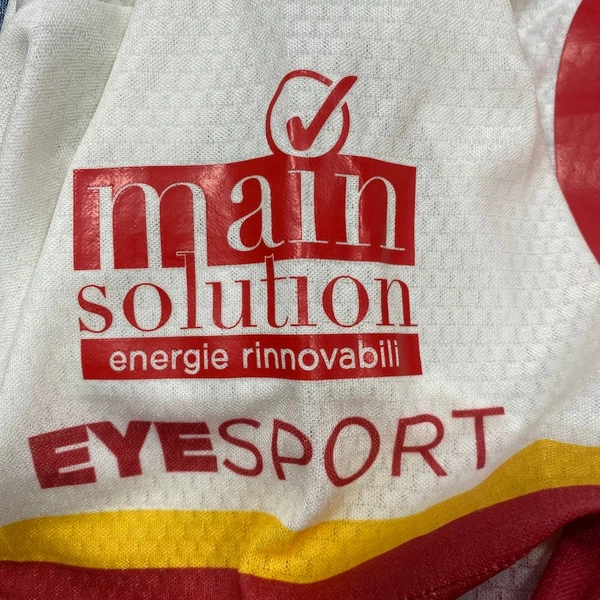 main
solution
energie rinnovabili
EYESPORT